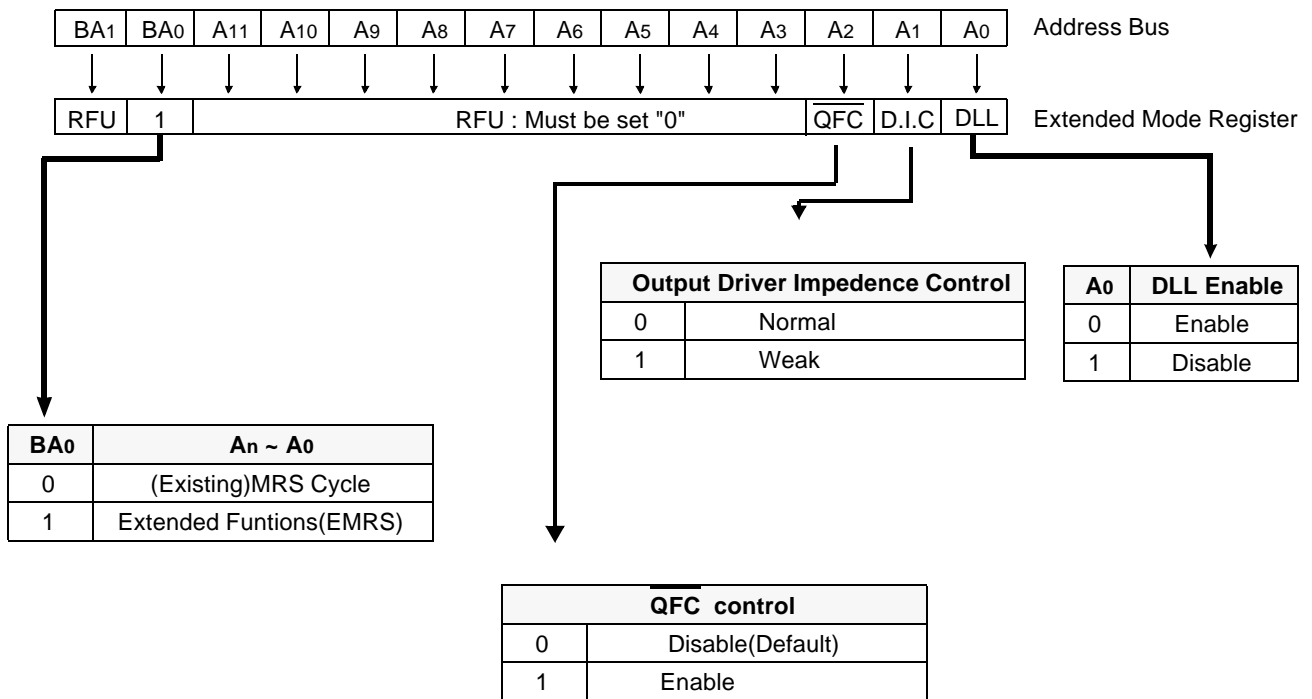 BA1 BA0 A11 A10 A9 A8 A7 A6 A5 A4 A3 A2 A1 A0 Address Bus
RFU 1 RFU : Must be set "0" QFC D.I.C DLL Extended Mode Register
Output Driver Impedence Control
0 Normal
1 Weak
A0 DLL Enable
0 Enable
1 Disable
BA0 An ~ A0
0 (Existing)MRS Cycle
1 Extended Funtions(EMRS)
QFC control
0 Disable(Default)
1 Enable